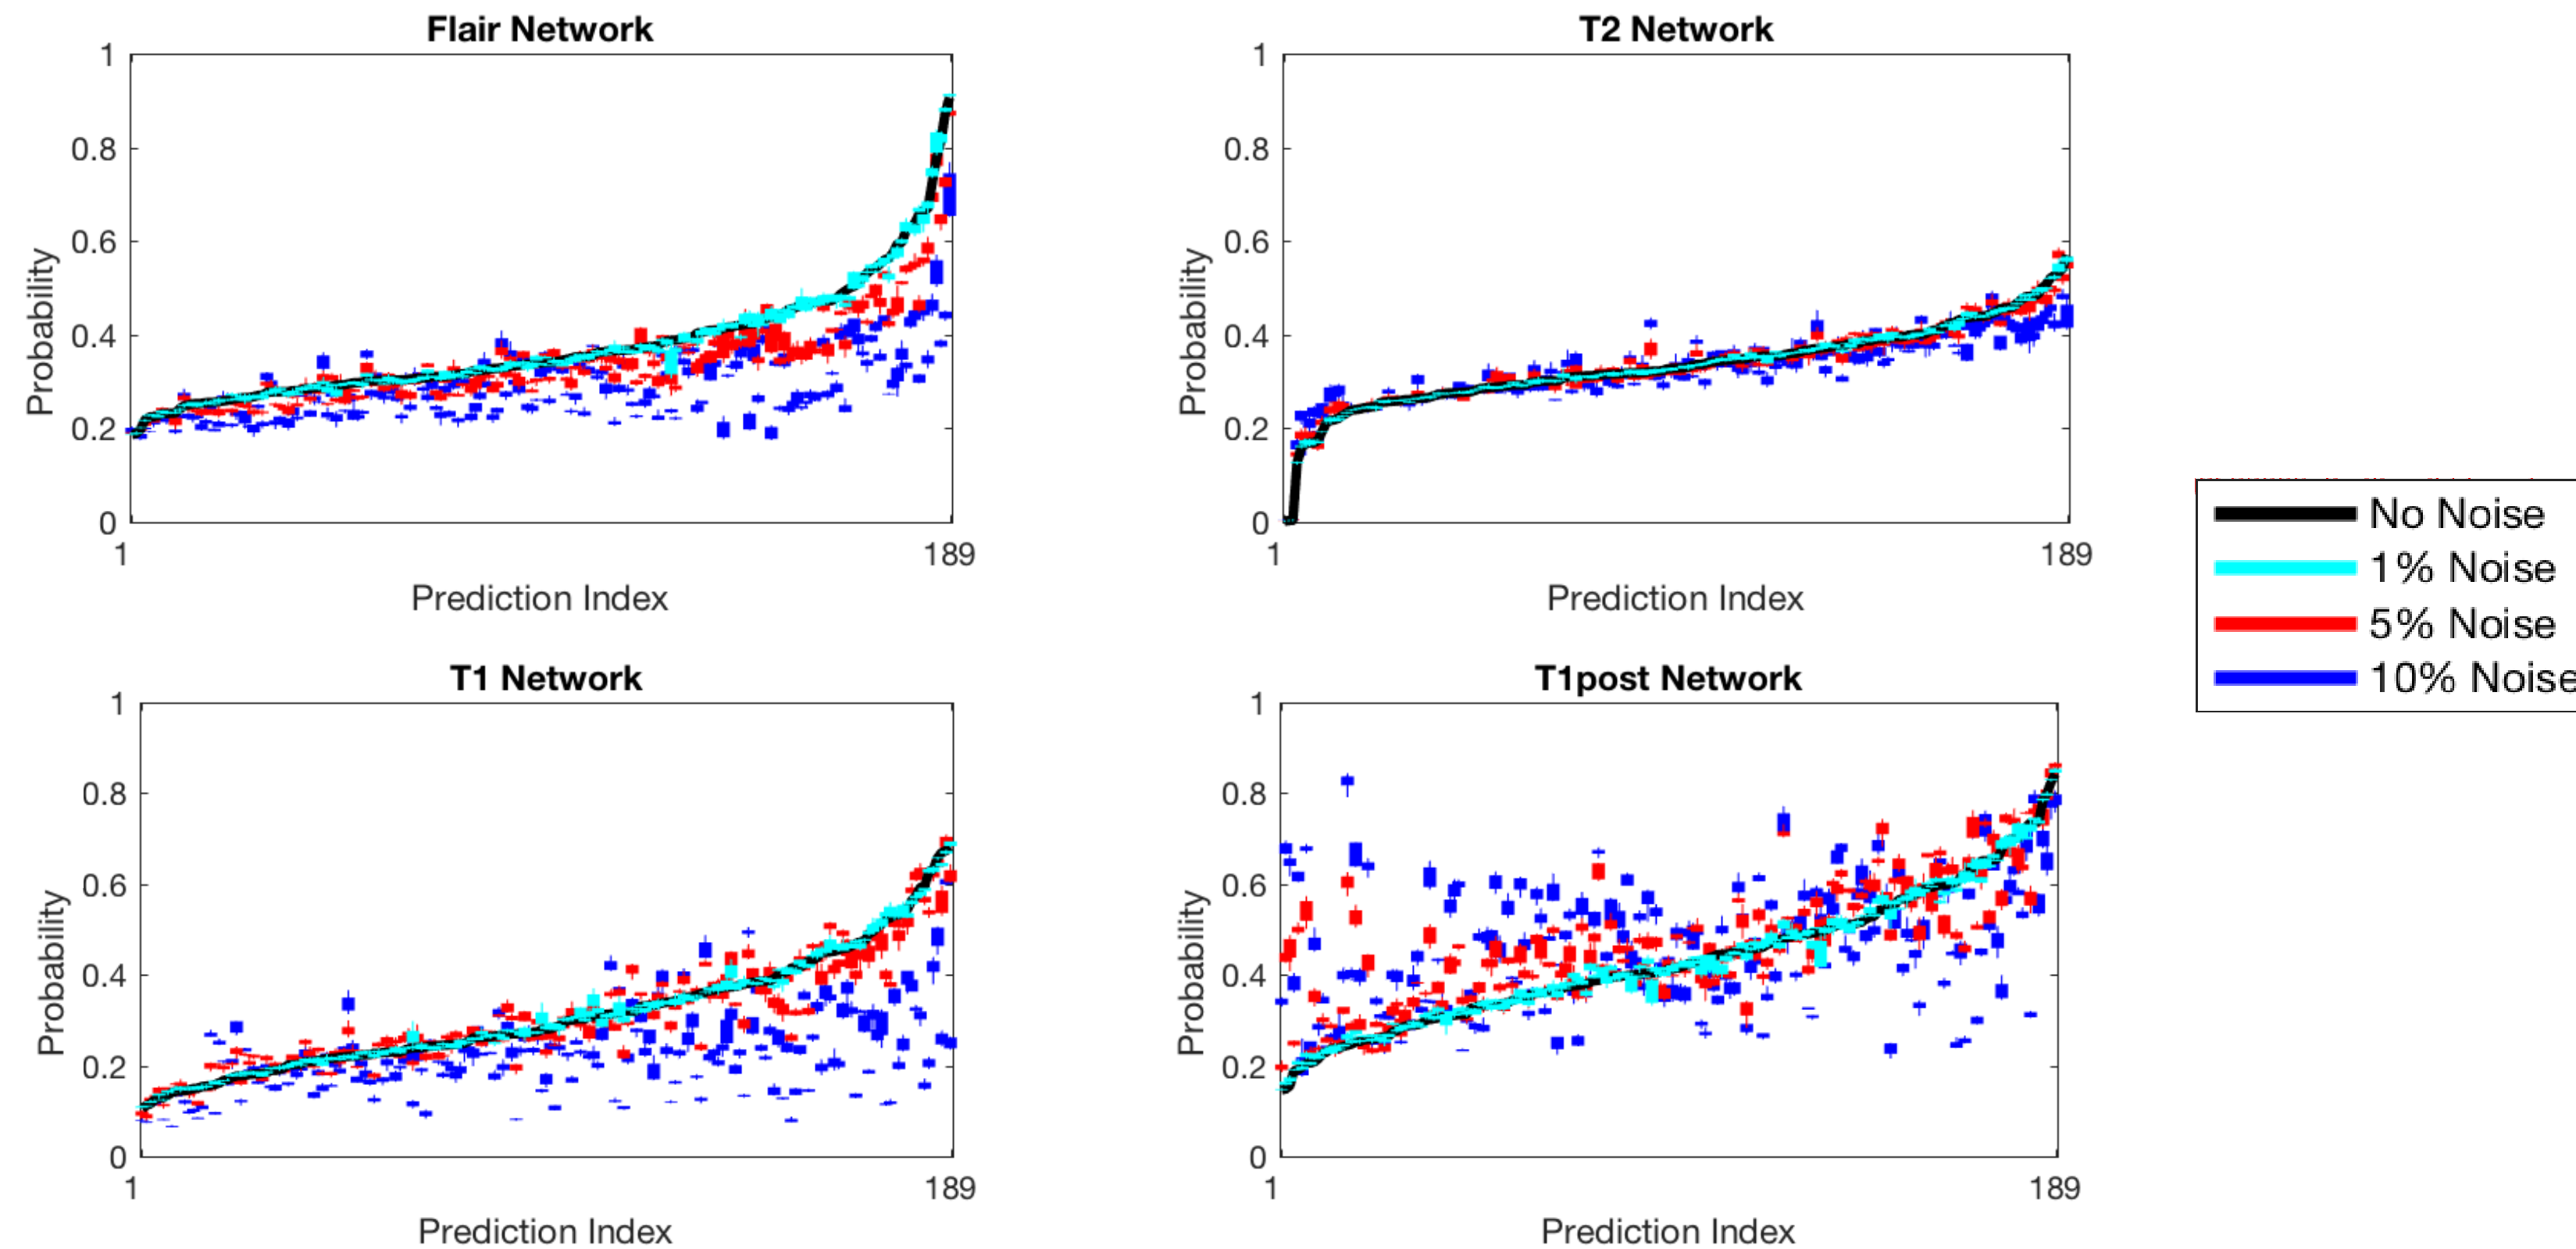 Flair Network
1
0.8
0.6
0.4
0.2
0
Probability
1
189
Prediction Index
T2 Network
1
0.8
0.6
0.4
0.2
0
Probability
1
189
Prediction Index
No Noise
1% Noise
5% Noise
10% Noise
T1 Network
1
0.8
0.6
0.4
0.2
0
Probability
1
189
Prediction Index
T1post Network
1
0.8
0.6
0.4
0.2
0
Probability
1
189
Prediction Index